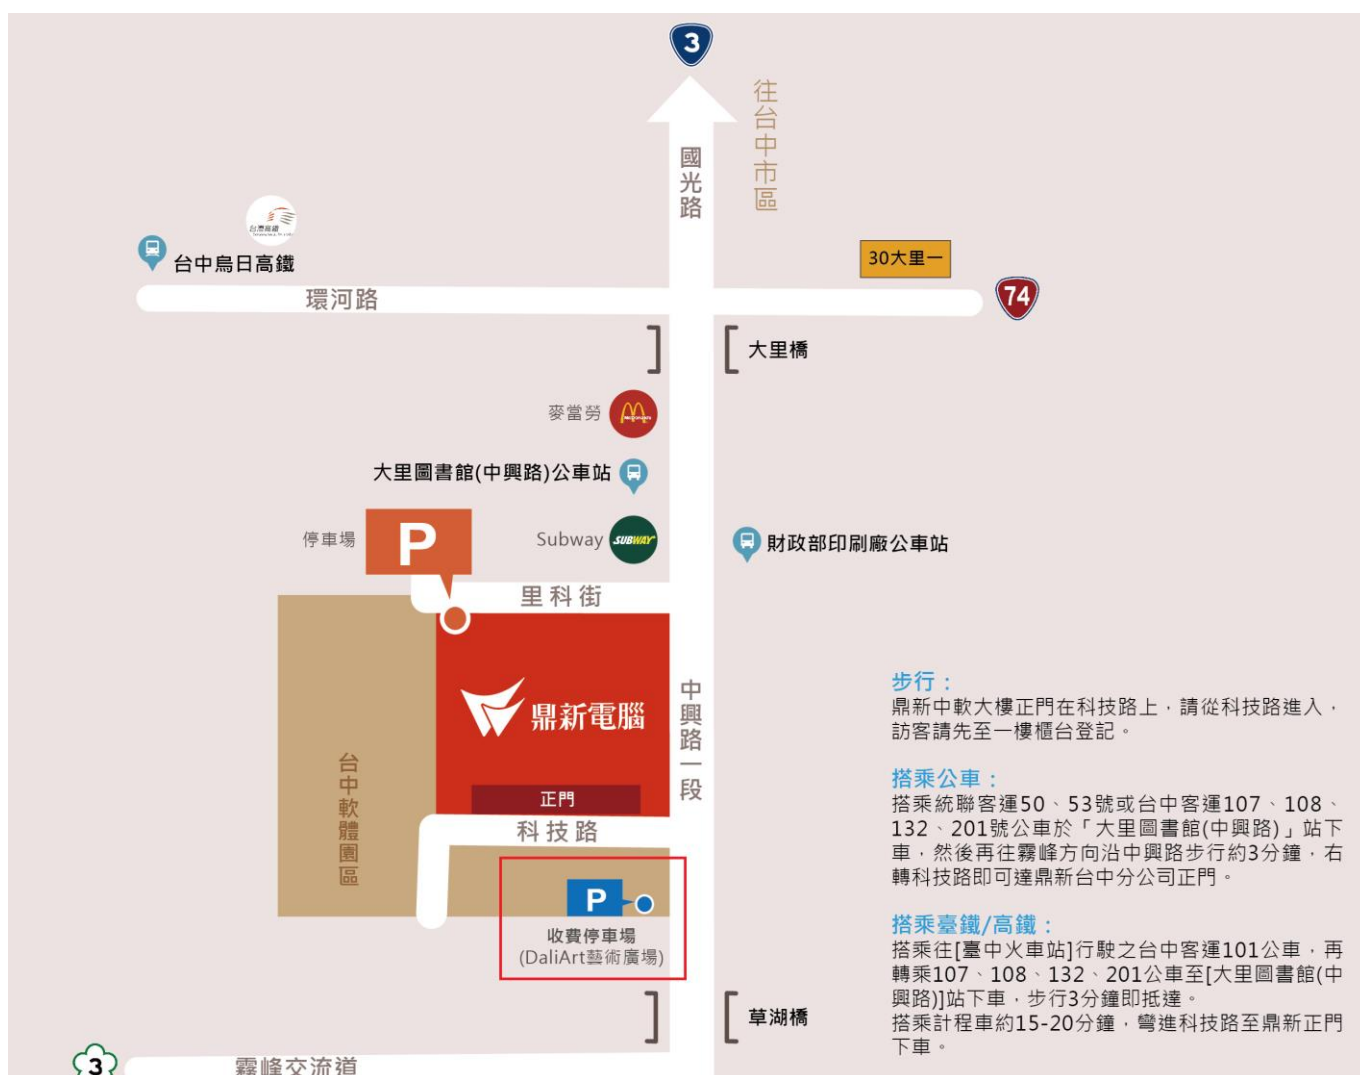 3
往台中市區
國光路
台灣高鐵
台中烏日高鐵
30大里一
環河路
74
大里橋
麥當勞
大里圖書館(中興路)公車站
停車場
P
Subway
SUBWAY
財政部印刷廠公車站
里科街
鼎新電腦
中興路一段
台中軟體園區
正門
科技路
P
收費停車場
(DaliArt藝術廣場)
草湖橋
3
霧峰交流道
步行：
鼎新中軟大樓正門在科技路上，請從科技路進入，
訪客請先至一樓櫃台登記。
搭乘公車：
搭乘統聯客運50、53號或台中客運107、108、
132、201號公車於「大里圖書館(中興路)」站下
車，然後再往霧峰方向沿中興路步行約3分鐘，右
轉科技路即可達鼎新台中分公司正門。
搭乘臺鐵/高鐵：
搭乘往[臺中火車站]行駛之台中客運101公車，再
轉乘107、108、132、201公車至[大里圖書館(中
興路)]站下車，步行3分鐘即抵達。
搭乘計程車約15-20分鐘，彎進科技路至鼎新正門
下車。